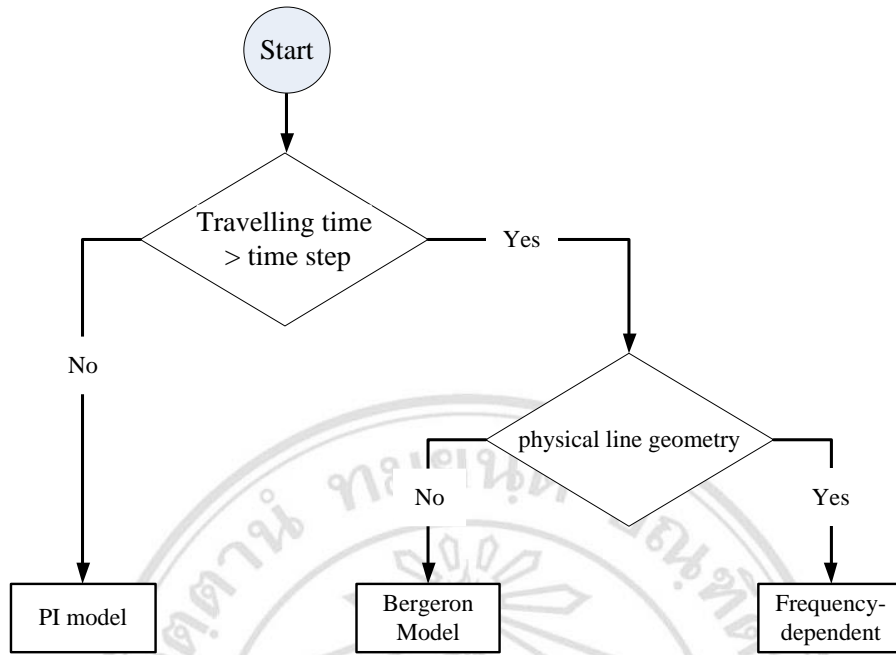 Start
Travelling time
> time step
Yes
No
physical line geometry
No
Yes
PI model
Bergeron
Model
Frequency-
dependent